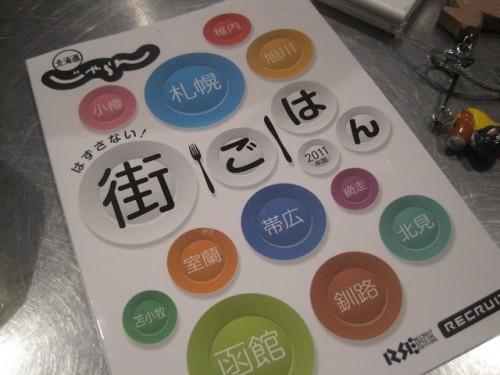 北海道
じゃらん
稚内
旭川
札幌
小樽
はずさない!
街ごはん
2011
網走
帯広
北見
室蘭
釧路
苫小牧
函館
RECRUI